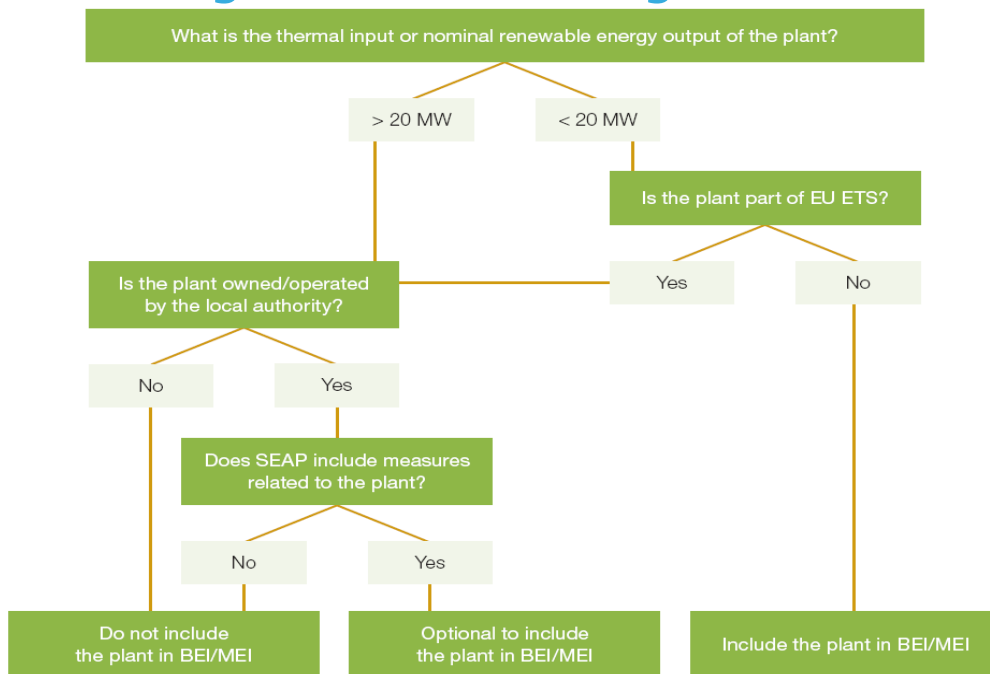 What is the thermal input or nominal renewable energy output of the plant?
> 20 MW
< 20 MW
Is the plant part of EU ETS?
Is the plant owned/operated
by the local authority?
Yes
No
No
Yes
Does SEAP include measures
related to the plant?
No
Yes
Do not include
the plant in BEI/MEI
Optional to include
the plant in BEI/MEI
Include the plant in BEI/MEI